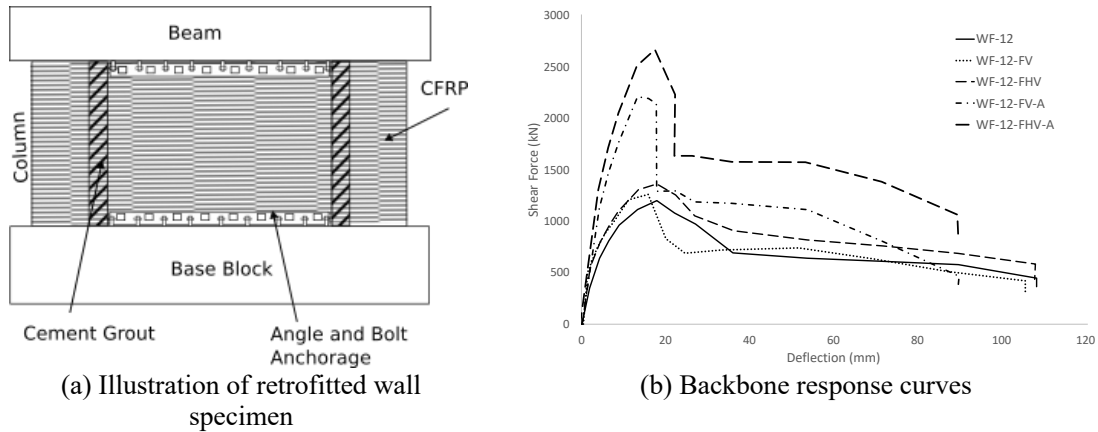 Beam
CFRP
Column
Base Block
Cement Grout
Angle and Bolt
Anchorage
(a) Illustration of retrofitted wall
specimen
3000
2500
2000
1500
1000
500
0
Shear Force (kN)
WF-12
WF-12-FV
WF-12-FHV
WF-12-FV-A
WF-12-FHV-A
0 20 40 60 80 100 120
Deflection (mm)
(b) Backbone response curves